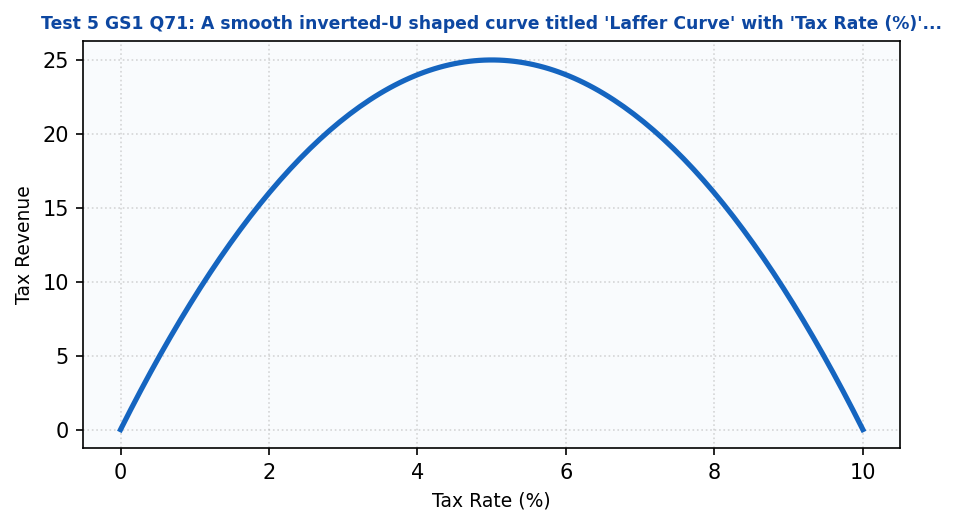 Test 5 GS1 Q71: A smooth inverted-U shaped curve titled 'Laffer Curve' with 'Tax Rate (%)'...
25
20
15
10
5
0
Tax Revenue
0 2 4 6 8 10
Tax Rate (%)